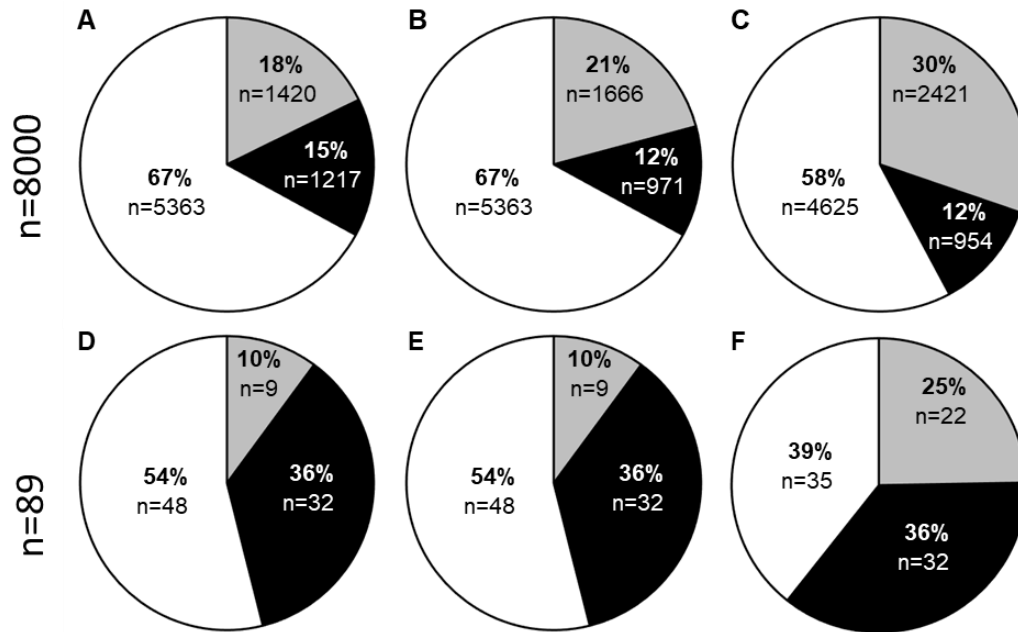 A
B
C
n=8000
18%
n=1420
15%
n=1217
67%
n=5363
21%
n=1666
12%
n=971
67%
n=5363
30%
n=2421
12%
n=954
58%
n=4625
D
E
F
n=89
10%
n=9
36%
n=32
54%
n=48
10%
n=9
36%
n=32
54%
n=48
25%
n=22
39%
n=35
36%
n=32